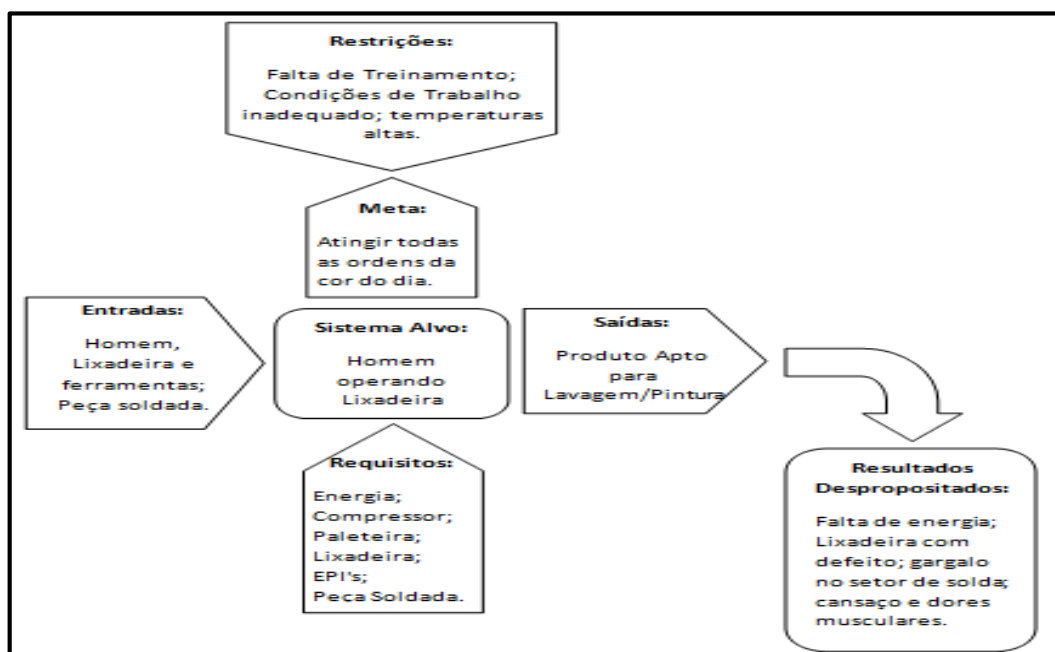 Restrições:
Falta de Treinamento;
Condições de Trabalho
inadequado; temperaturas
altas.
Meta:
Atingir todas
as ordens da
cor do dia.
Entradas:
Homem,
Lixadeira e
ferramentas;
Peça soldada.
Sistema Alvo:
Homem
operando
Lixadeira
Saídas:
Produto Apto
para
Lavagem/Pintura
Requisitos:
Energia;
Compressor;
Paleteira;
Lixadeira;
EPI's;
Peça Soldada.
Resultados
Despropositados:
Falta de energia;
Lixadeira com
defeito; gargalo
no setor de solda;
cansaço e dores
musculares.